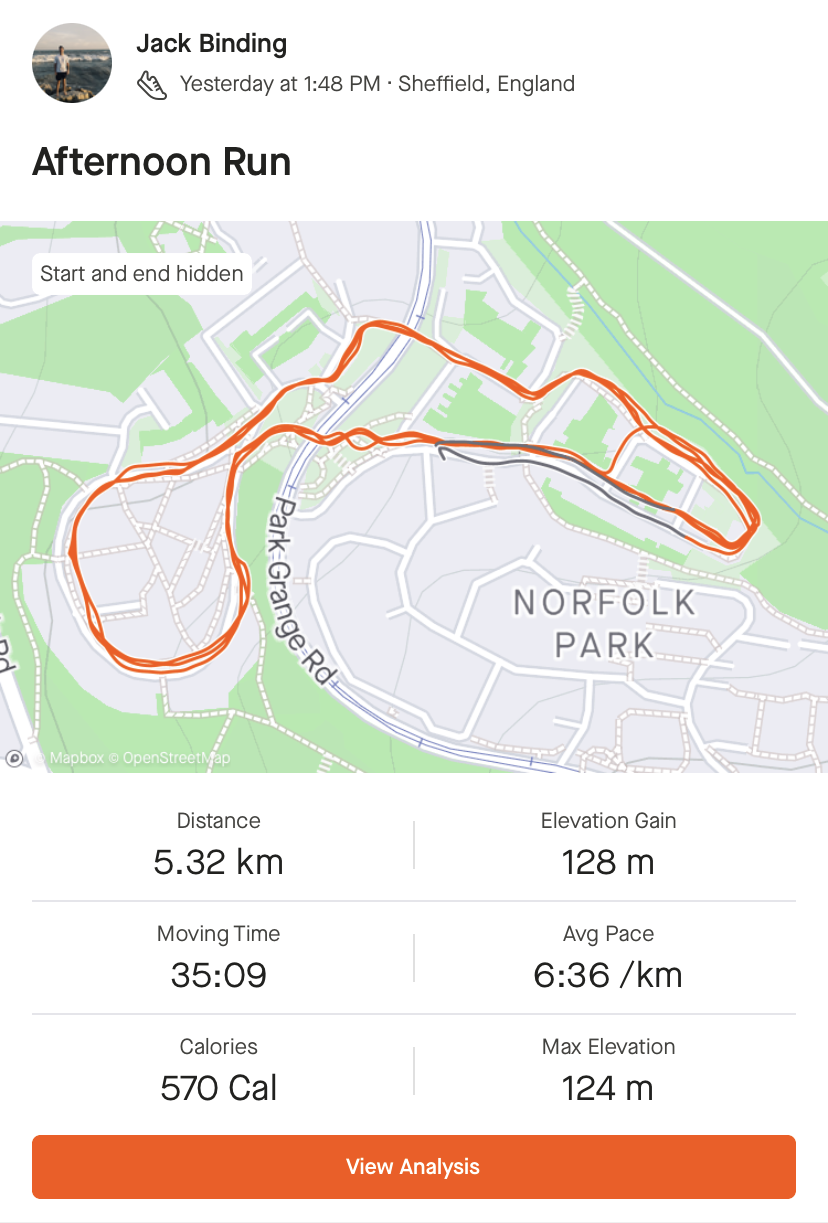 Jack Binding
Yesterday at 1:48 PM · Sheffield, England
Afternoon Run
Start and end hidden
Park Grange Rd
NORFOLK
PARK
Rd
Mapbox © OpenStreetMap
Distance
5.32 km
Elevation Gain
128 m
Moving Time
35:09
Avg Pace
6:36 /km
Calories
570 Cal
Max Elevation
124 m
View Analysis